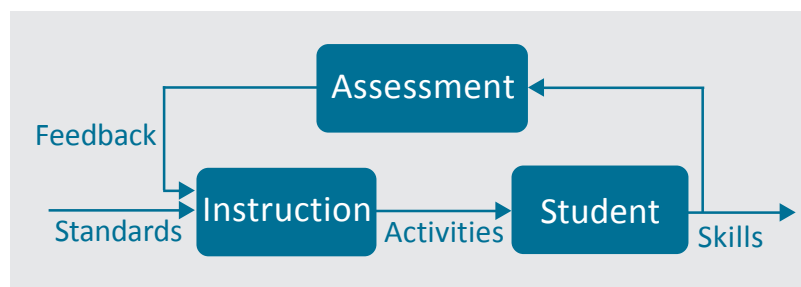 Assessment
Feedback
Instruction
Student
Standards
Activities
Skills